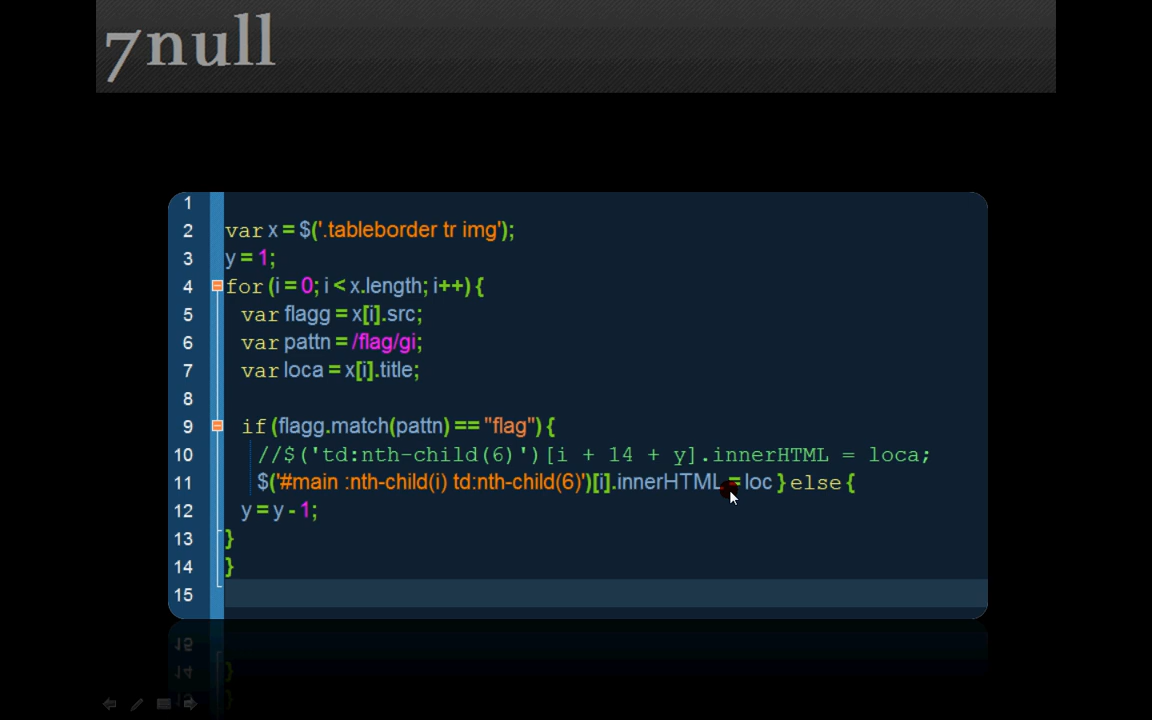 7null
1
2 var x = $('.tableborder tr img');
3 y = 1;
4 for (i = 0; i < x.length; i++) {
5 var flagg = x[i].src;
6 var pattn = /flag/gi;
7 var loca = x[i].title;
8
9 if (flagg.match(pattn) == "flag") {
10 //$('td:nth-child(6)')[i + 14 + y].innerHTML = loca;
11 $('#main :nth-child(i) td:nth-child(6)')[i].innerHTML = loc } else {
12 y = y - 1;
13 }
14 }
15